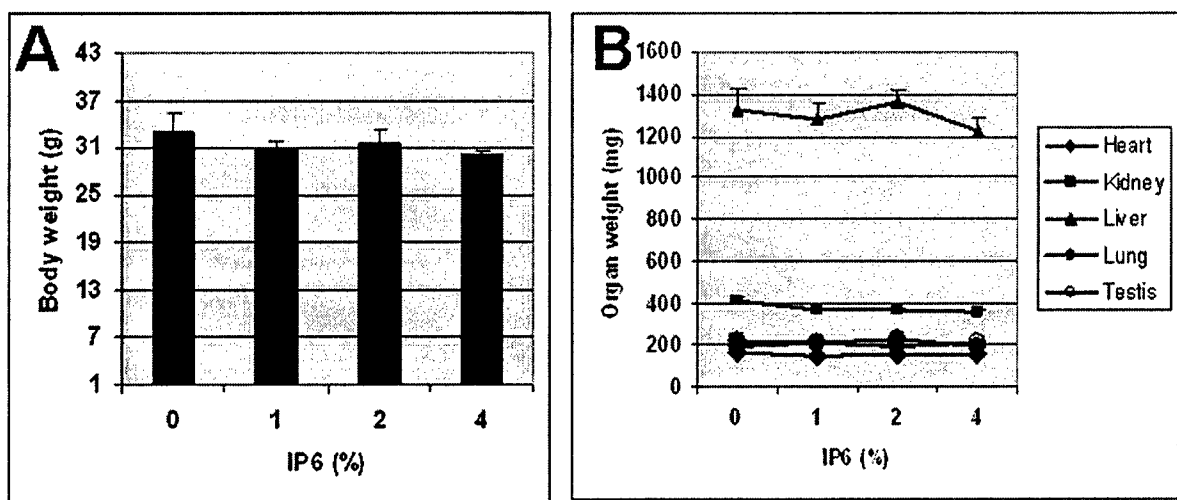 A
Body weight (g)
43
37
31
25
19
13
7
1
0 1 2 4
IP6 (%)
B
Organ weight (mg)
1600
1400
1200
1000
800
600
400
200
0
0 1 2 4
IP6 (%)
Heart
Kidney
Liver
Lung
Testis